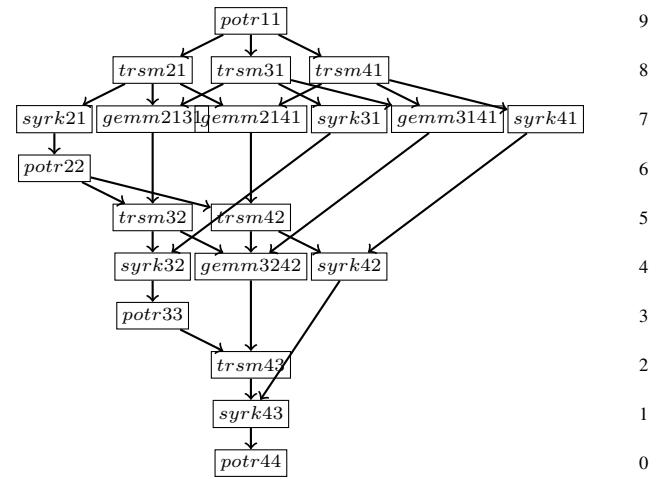 potr11 9
trsm21 trsm31 trsm41 8
syrk21 gemm2131 gemm2141 syrk31 gemm3141 syrk41 7
potr22 6
trsm32 trsm42 5
syrk32 gemm3242 syrk42 4
potr33 3
trsm43 2
syrk43 1
potr44 0